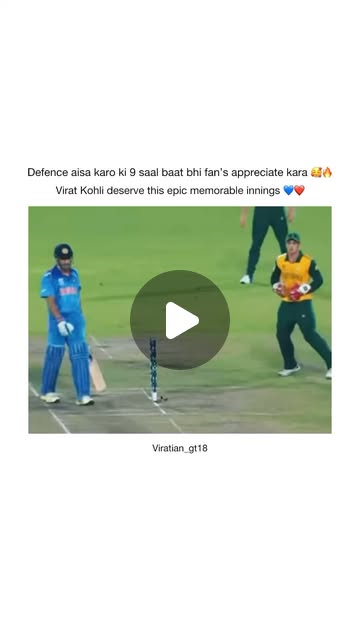 Defence aisa karo ki 9 saal baat bhi fan's appreciate kara 🥰🔥
Virat Kohli deserve this epic memorable innings 💙❤️
Viratian_gt18